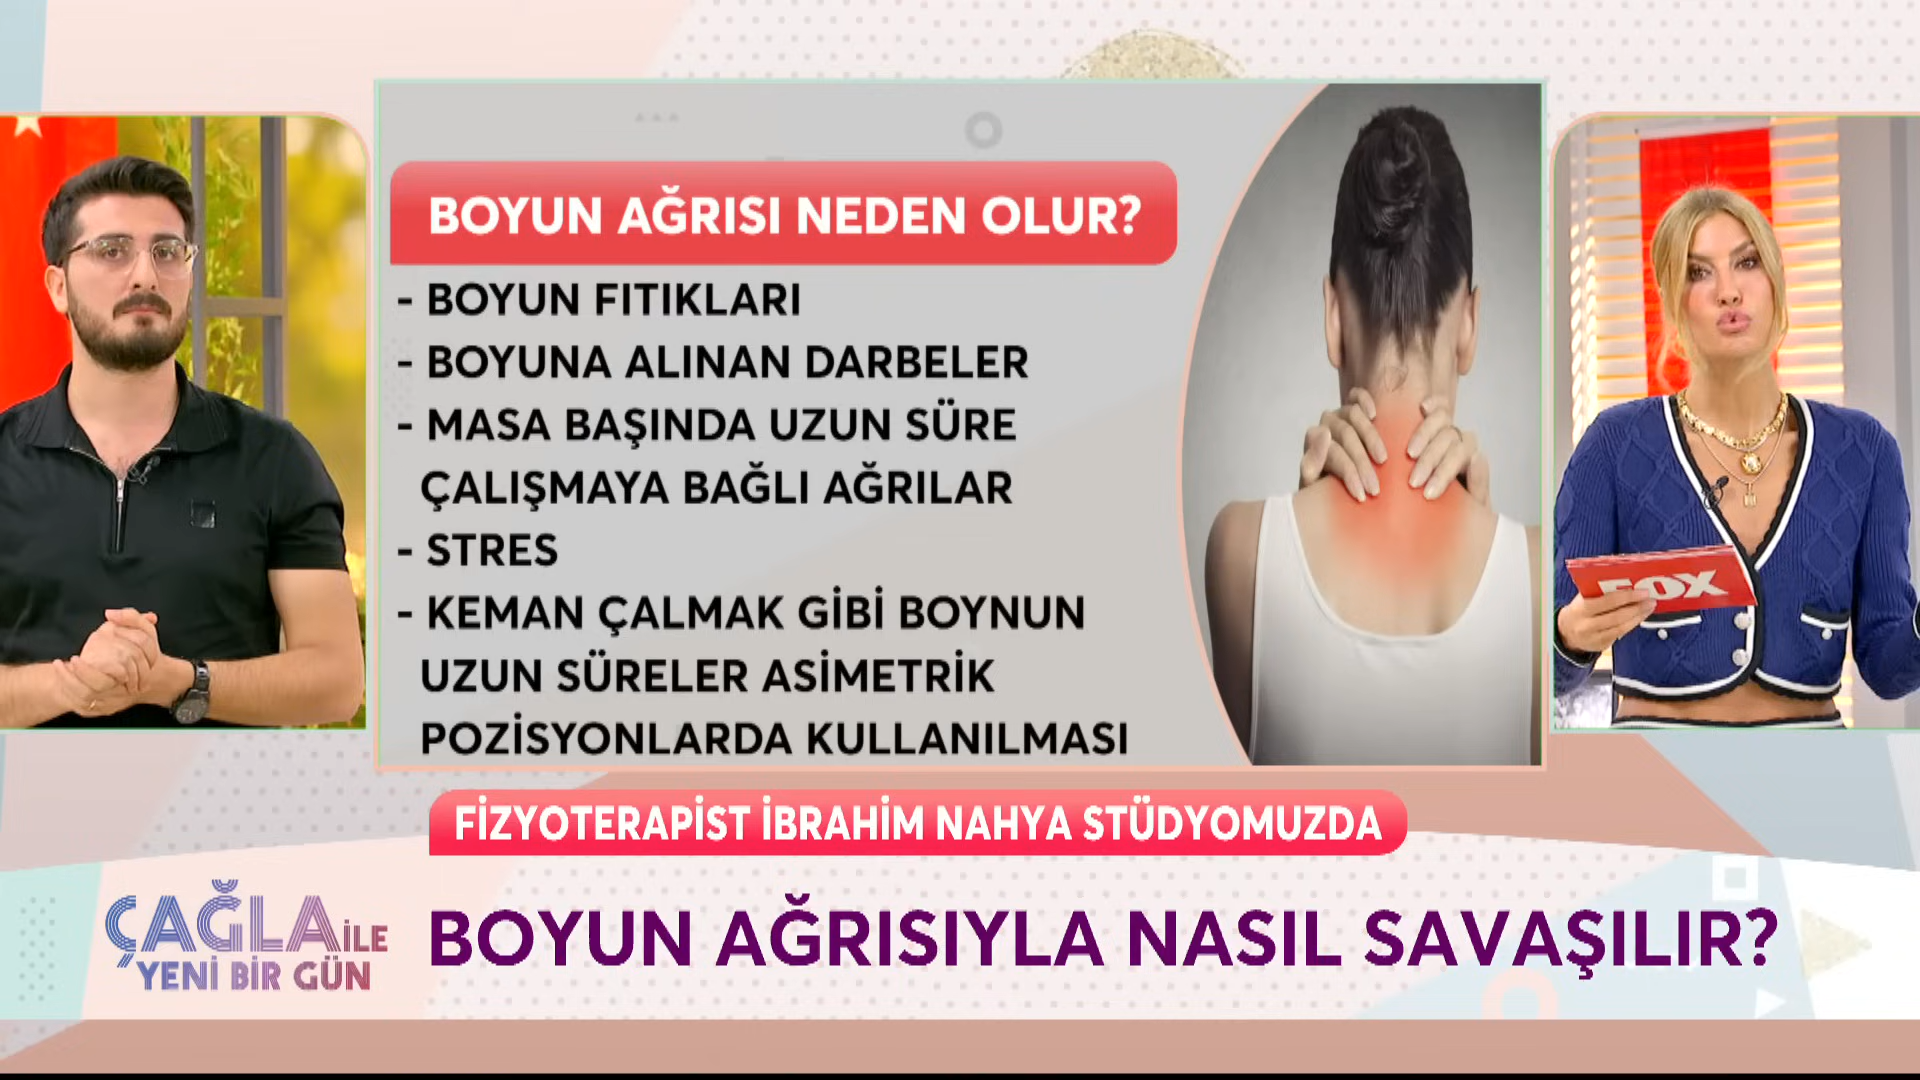 BOYUN AĞRISI NEDEN OLUR?
- BOYUN FITIKLARI
- BOYUNA ALINAN DARBELER
- MASA BAŞINDA UZUN SÜRE
ÇALIŞMAYA BAĞLI AĞRILAR
- STRES
- KEMAN ÇALMAK GİBİ BOYNUN
UZUN SÜRELER ASİMETRİK
POZİSYONLARDA KULLANILMASI
FOX
FİZYOTERAPİST İBRAHİM NAHYA STÜDYOMUZDA
ÇAĞLA İLE
YENİ BİR GÜN
BOYUN AĞRISIYLA NASIL SAVAŞILIR?